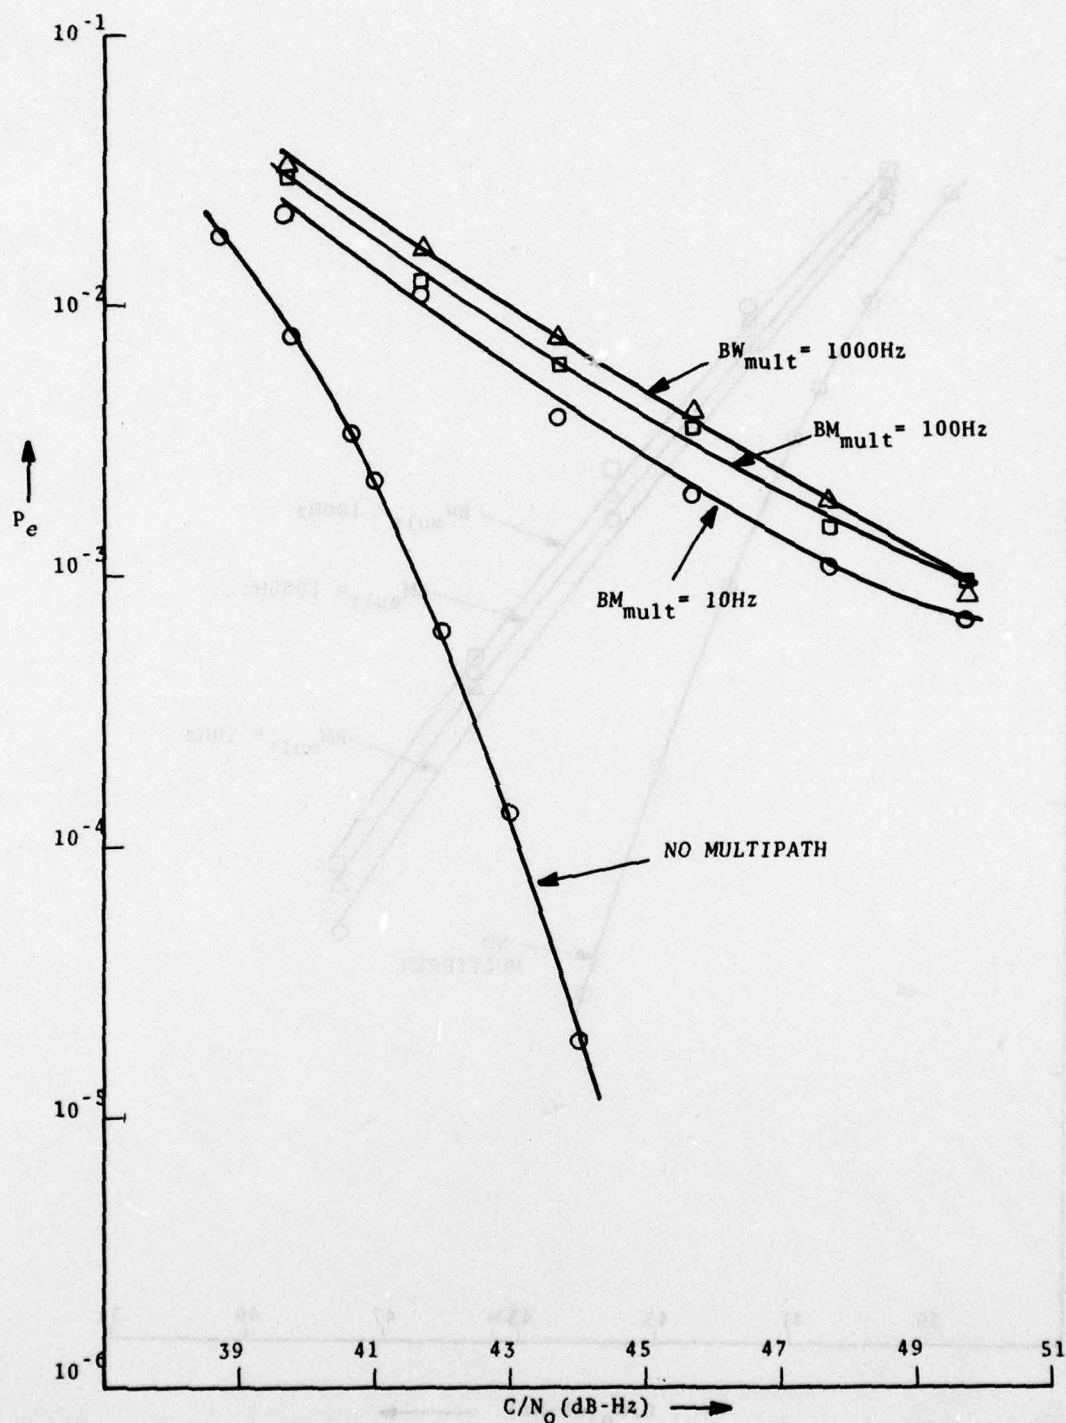 10^-1
10^-2
BW_mult = 1000Hz
BM_mult = 100Hz
P_e
10^-3
BM_mult = 10Hz
10^-4
NO MULTIPATH
10^-5
10^-6
39 41 43 45 47 49 51
C/N_o (dB-Hz)